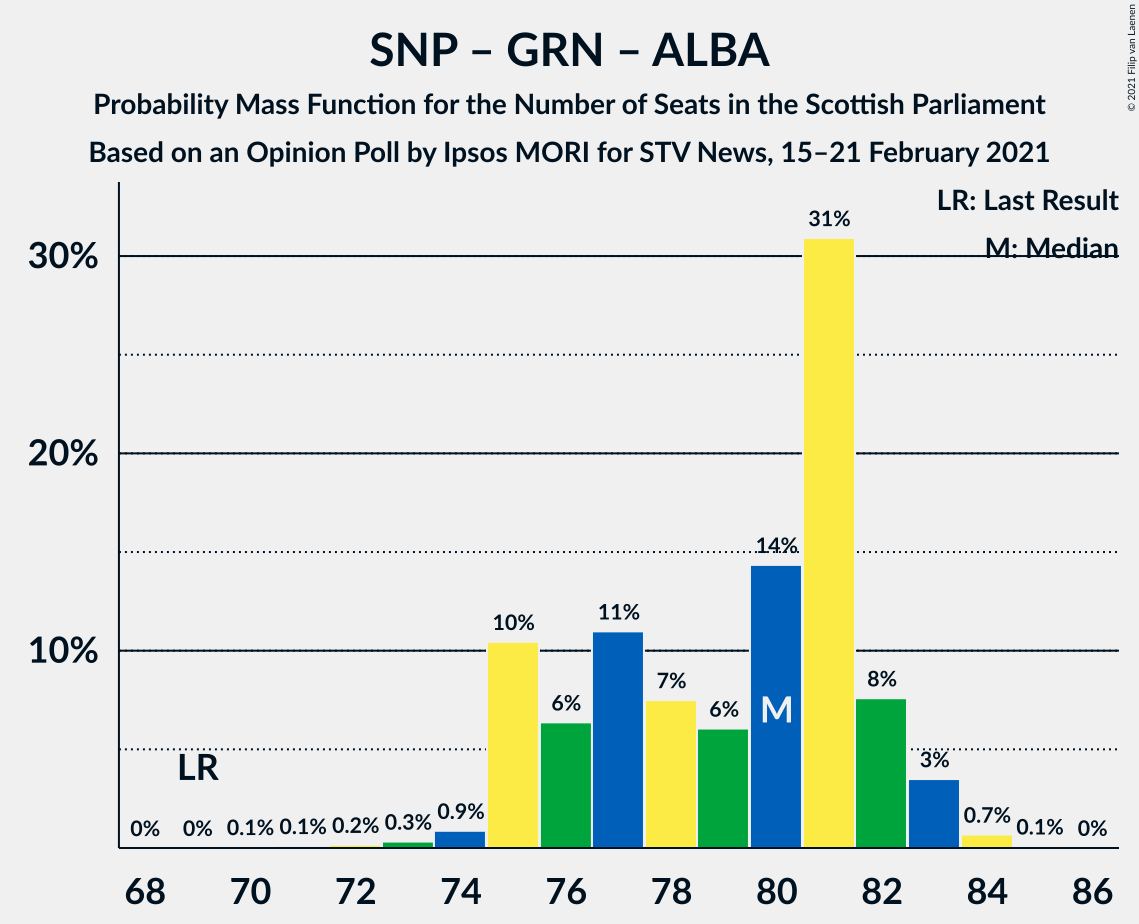 SNP – GRN – ALBA
Probability Mass Function for the Number of Seats in the Scottish Parliament
Based on an Opinion Poll by Ipsos MORI for STV News, 15–21 February 2021
© 2021 Filip van Laenen
LR: Last Result
M: Median
30%
20%
10%
0% 0% 0.1% 0.1% 0.2% 0.3% 0.9% 10% 6% 11% 7% 6% 14% 31% 8% 3% 0.7% 0.1% 0%
LR
M
68 70 72 74 76 78 80 82 84 86